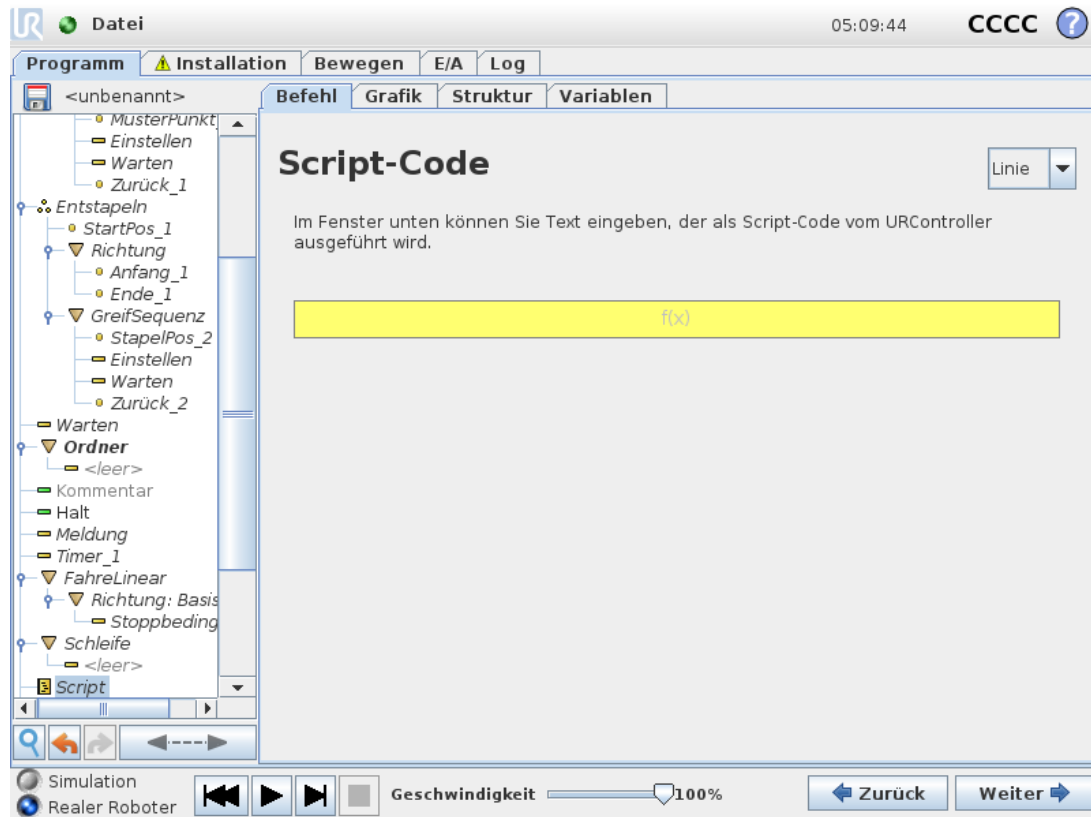 UR Datei 05:09:44 CCCC ?
Programm Installation Bewegen E/A Log
<unbenannt> Befehl Grafik Struktur Variablen
MusterPunkt
Einstellen
Warten
Zurück_1
Entstapeln
StartPos_1
Richtung
Anfang_1
Ende_1
GreifSequenz
StapelPos_2
Einstellen
Warten
Zurück_2
Warten
Ordner
<leer>
Kommentar
Halt
Meldung
Timer_1
FahreLinear
Richtung: Basis
Stoppbeding
Schleife
<leer>
Script
Script-Code
Linie
Im Fenster unten können Sie Text eingeben, der als Script-Code vom URController
ausgeführt wird.
f(x)
Simulation
Realer Roboter
Geschwindigkeit 100%
Zurück Weiter